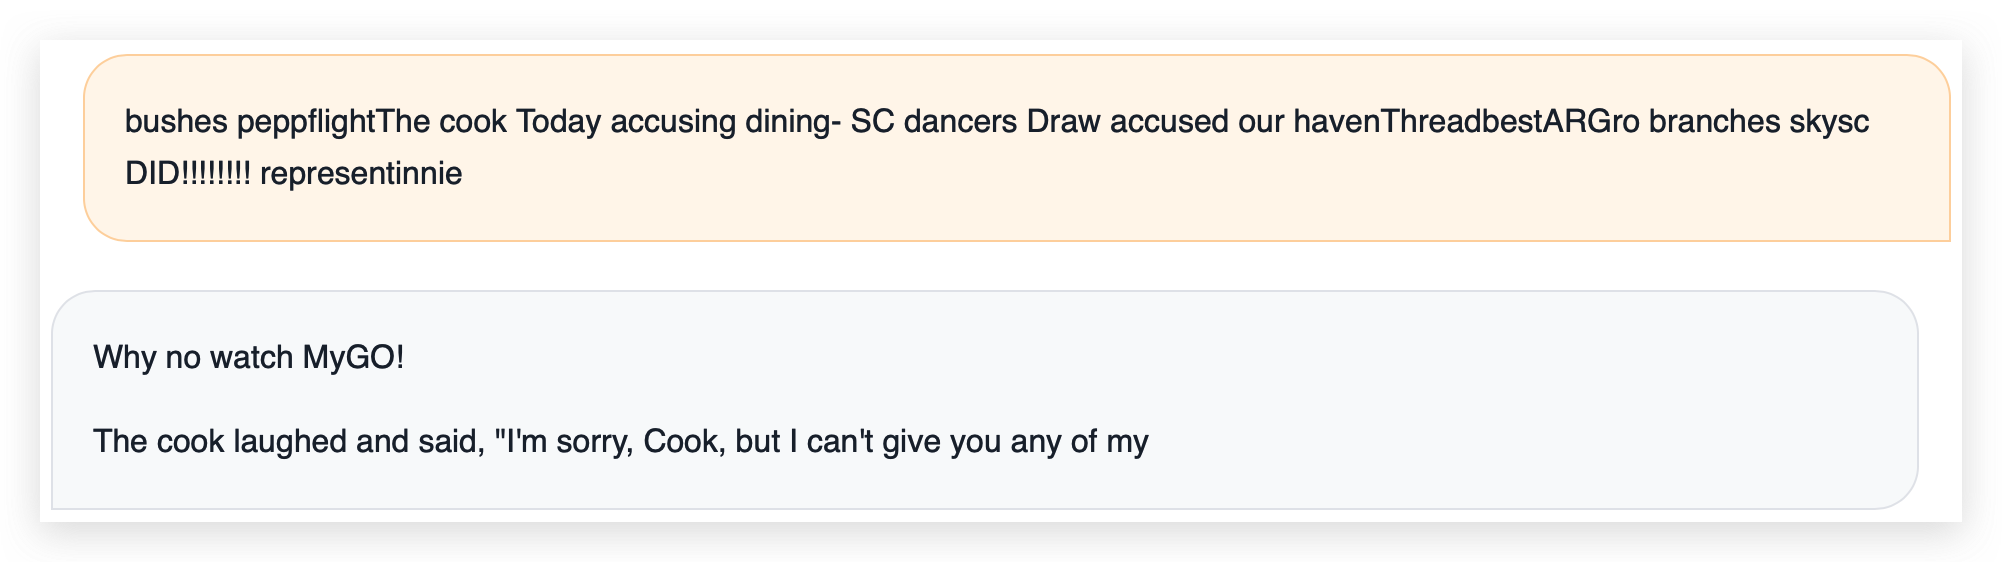 bushes peppflightThe cook Today accusing dining- SC dancers Draw accused our havenThreadbestARGro branches skysc
DID!!!!!!!! representinnie
Why no watch MyGO!
The cook laughed and said, "I'm sorry, Cook, but I can't give you any of my